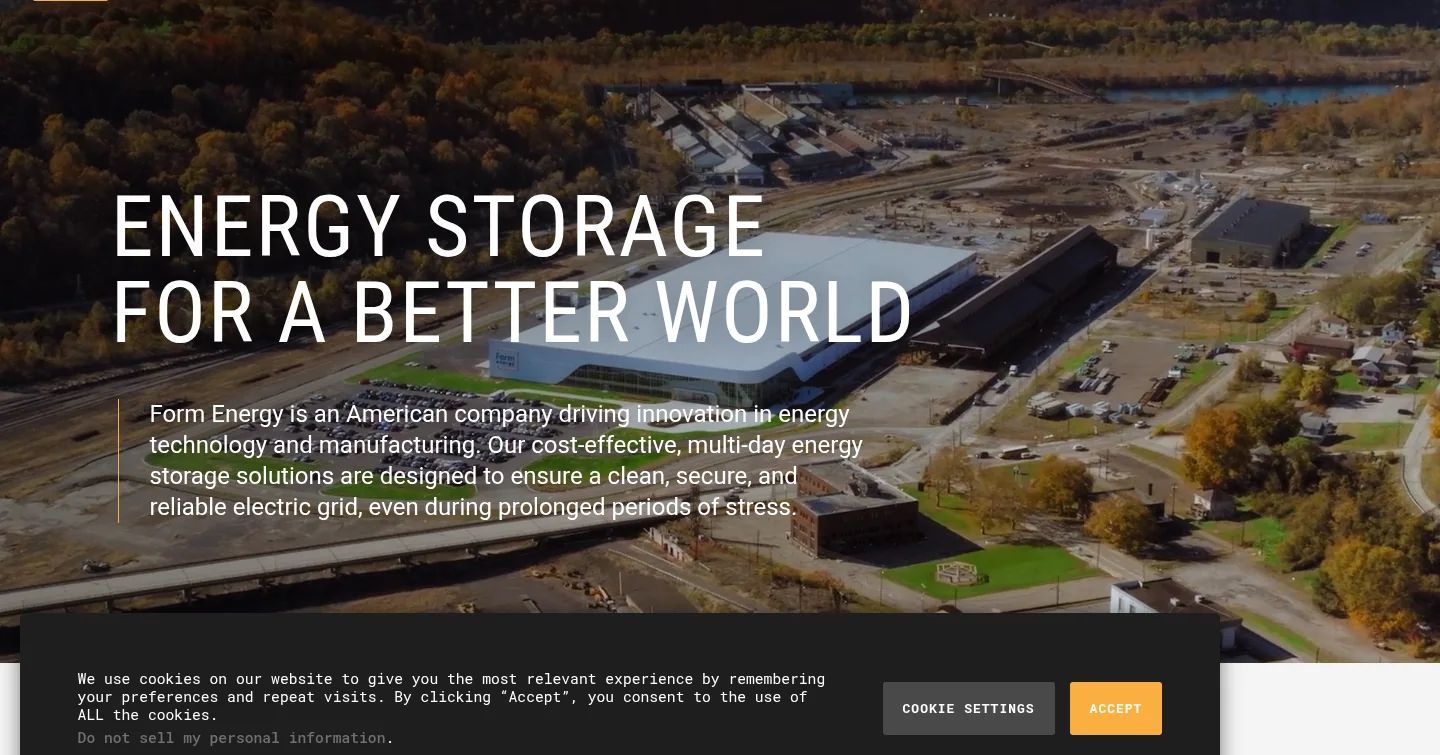 ENERGY STORAGE
FOR A BETTER WORLD
Form Energy is an American company driving innovation in energy
technology and manufacturing. Our cost-effective, multi-day energy
storage solutions are designed to ensure a clean, secure, and
reliable electric grid, even during prolonged periods of stress.
We use cookies on our website to give you the most relevant experience by remembering
your preferences and repeat visits. By clicking “Accept”, you consent to the use of
ALL the cookies.
Do not sell my personal information.
COOKIE SETTINGS
ACCEPT